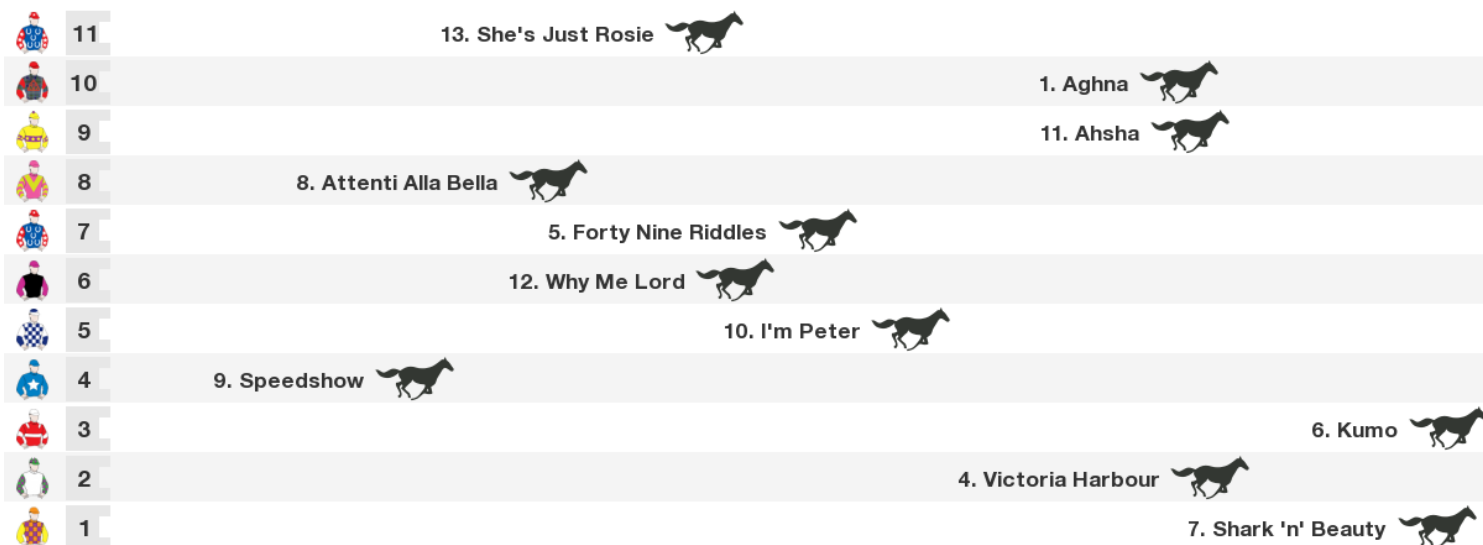 11 13. She's Just Rosie
10 1. Aghna
9 11. Ahsha
8 8. Attenti Alla Bella
7 5. Forty Nine Riddles
6 12. Why Me Lord
5 10. I'm Peter
4 9. Speedshow
3 6. Kumo
2 4. Victoria Harbour
1 7. Shark 'n' Beauty